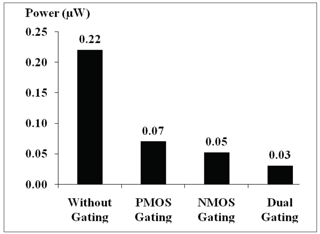 Power (μW)
0.25
0.20
0.15
0.10
0.05
0.00
0.22
0.07
0.05
0.03
Without Gating
PMOS Gating
NMOS Gating
Dual Gating